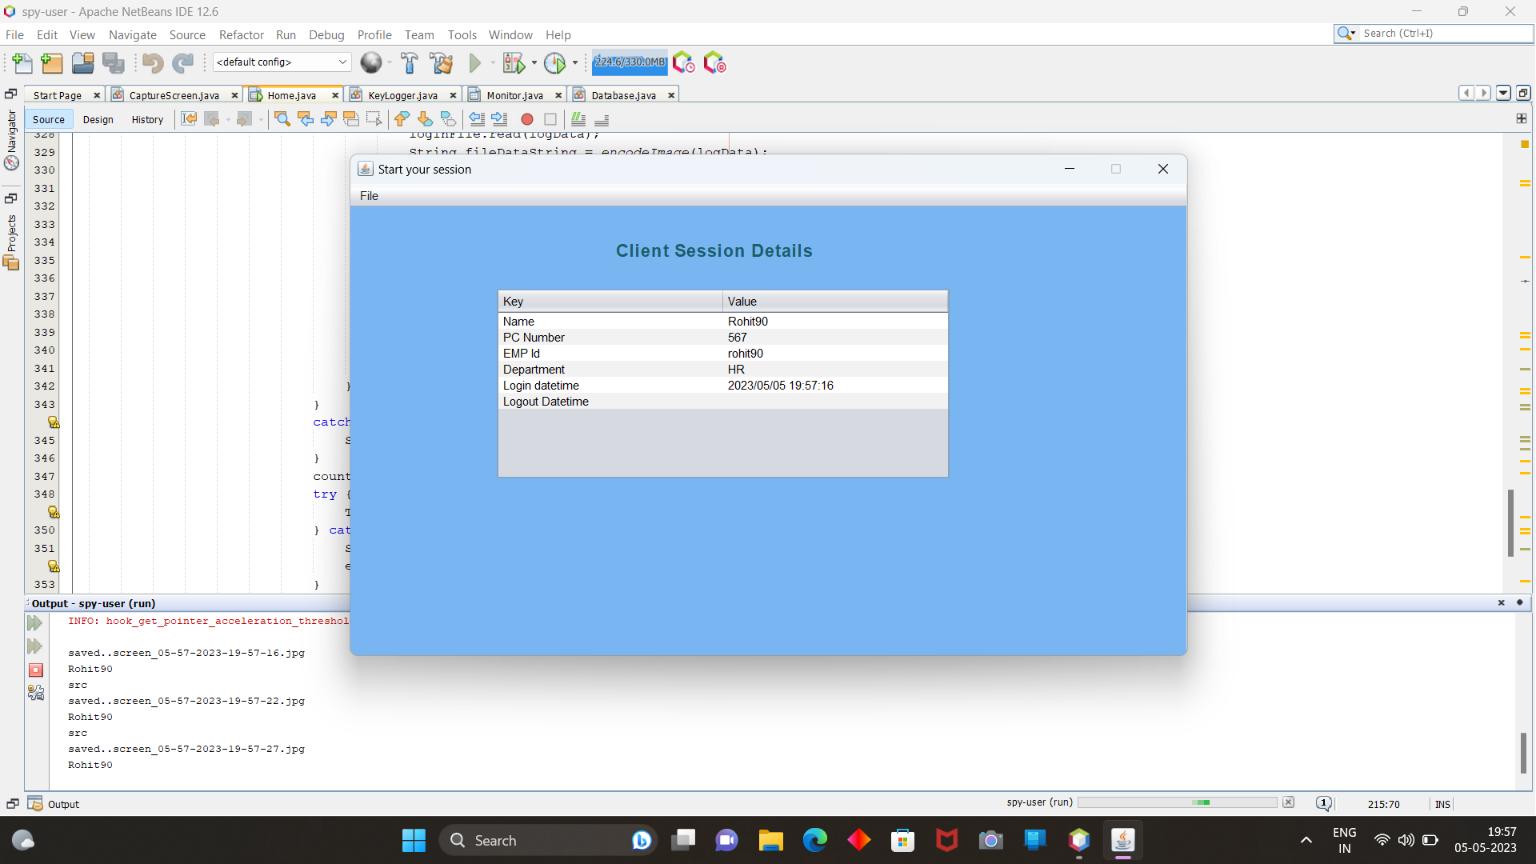 spy-user - Apache NetBeans IDE 12.6
File Edit View Navigate Source Refactor Run Debug Profile Team Tools Window Help
Search (Ctrl+I)
<default config>
224.6/330.0MB
Start Page CaptureScreen.java Home.java KeyLogger.java Monitor.java Database.java
Source Design History
Navigator
Projects
328 loginFile.read(logData);
329 String fileDataString = encodeImage(logData);
330
331
332
333
334
335
336
337
338
339
340
341
342 }
343 }
catch
345 S
346 }
347 count
348 try {
T
350 } cat
351 S
e
353 }
Start your session
File
Client Session Details
Key Value
Name Rohit90
PC Number 567
EMP Id rohit90
Department HR
Login datetime 2023/05/05 19:57:16
Logout Datetime
Output - spy-user (run)
INFO: hook_get_pointer_acceleration_threshol
saved..screen_05-57-2023-19-57-16.jpg
Rohit90
src
saved..screen_05-57-2023-19-57-22.jpg
Rohit90
src
saved..screen_05-57-2023-19-57-27.jpg
Rohit90
Output
spy-user (run)
1
215:70
INS
Search
ENG
IN
19:57
05-05-2023